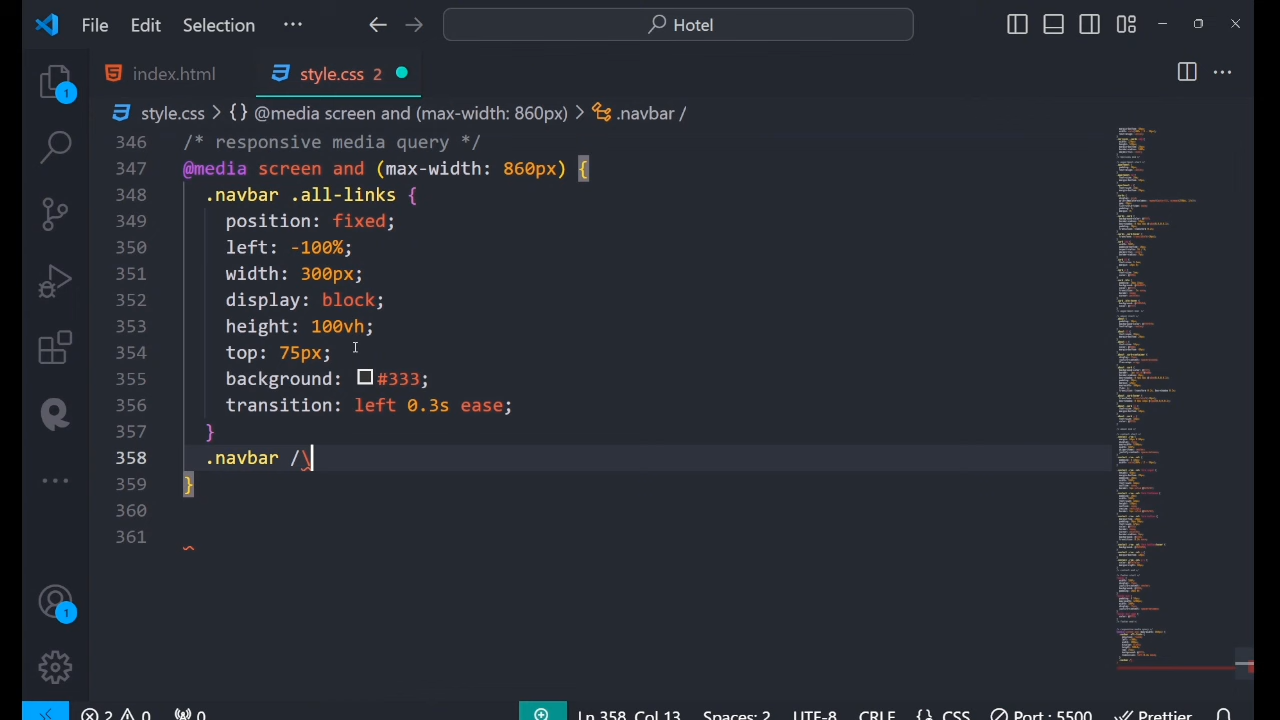 File Edit Selection ··· Hotel
index.html style.css 2
style.css > {} @media screen and (max-width: 860px) > .navbar /
346 /* responsive media query */
347 @media screen and (max-width: 860px) {
348 .navbar .all-links {
349 position: fixed;
350 left: -100%;
351 width: 300px;
352 display: block;
353 height: 100vh;
354 top: 75px;
355 background: #333;
356 transition: left 0.3s ease;
357 }
358 .navbar /\
359 }
360
361
1
1
2 0 0 Ln 358, Col 13 Spaces: 2 UTF-8 CRLF {} CSS Port : 5500 Prettier